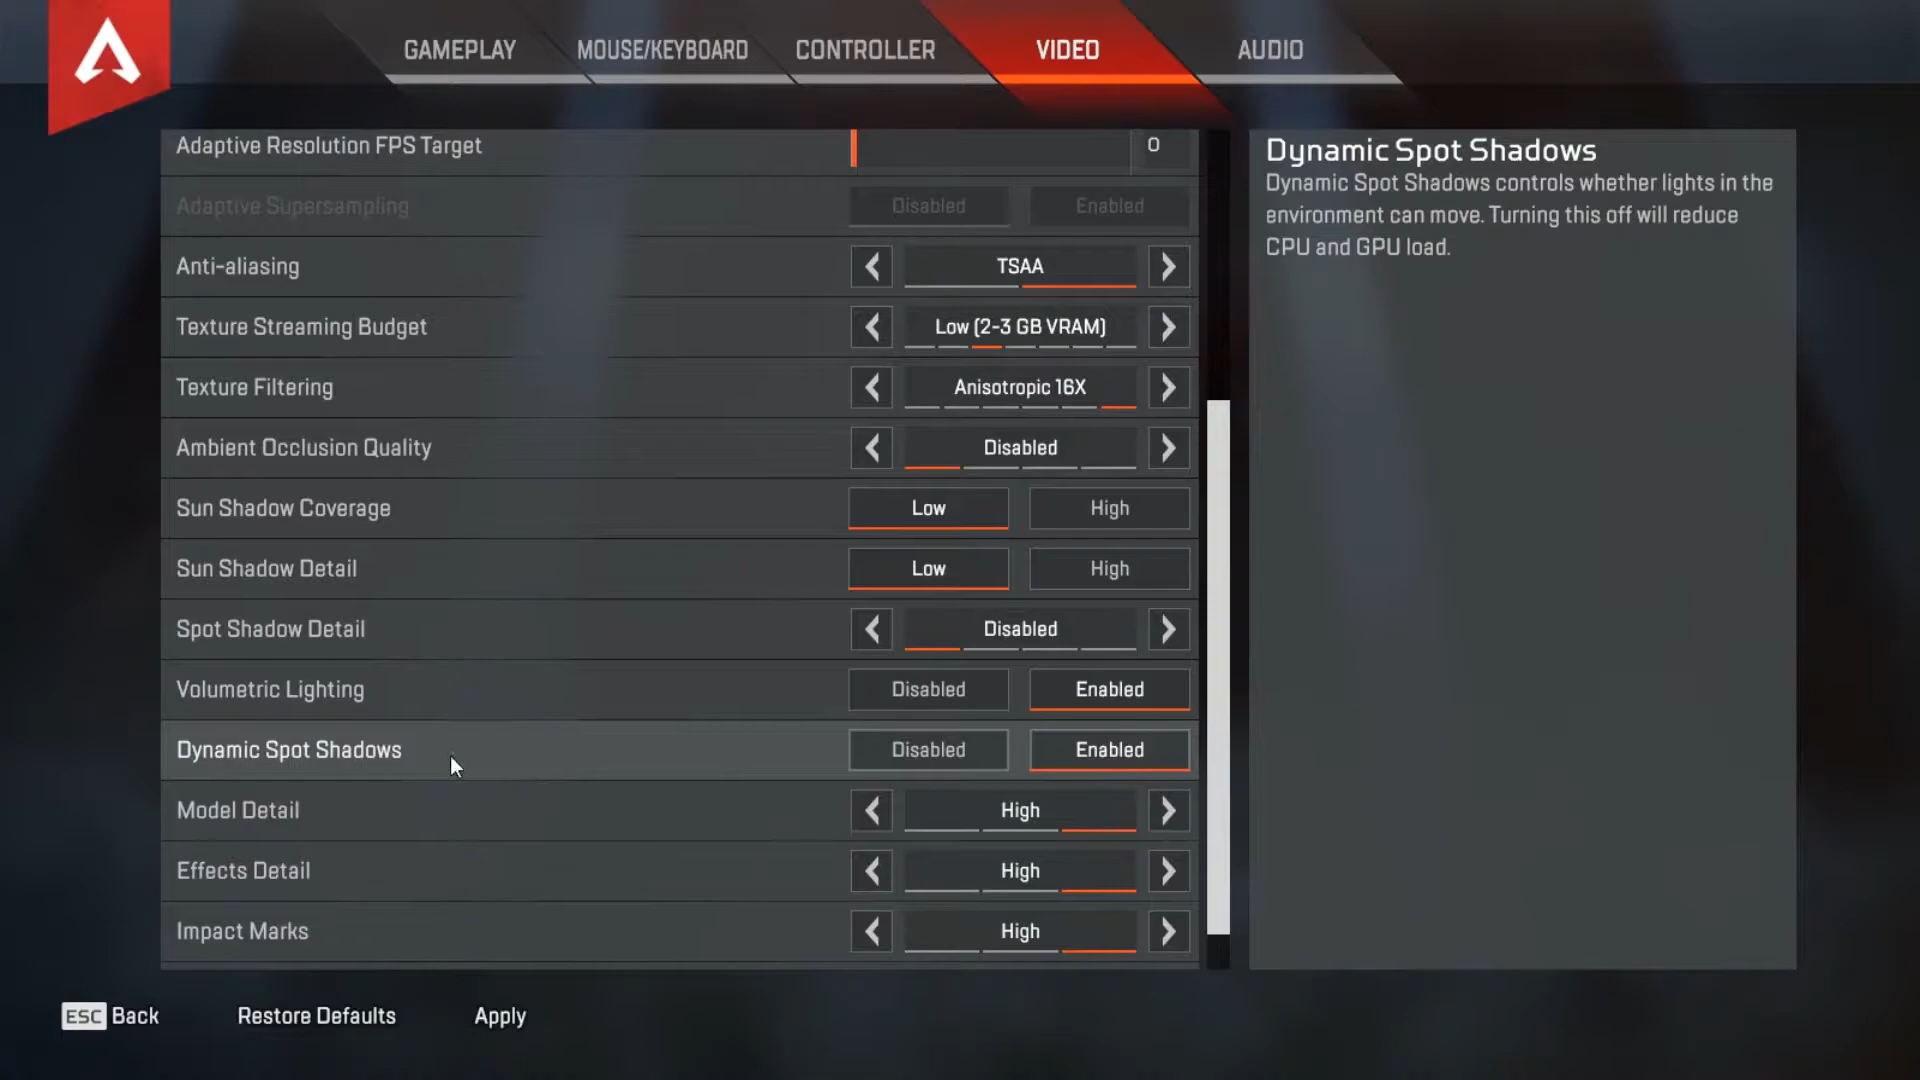 GAMEPLAY MOUSE/KEYBOARD CONTROLLER VIDEO AUDIO
Adaptive Resolution FPS Target 0
Adaptive Supersampling Disabled Enabled
Anti-aliasing TSAA
Texture Streaming Budget Low (2-3 GB VRAM)
Texture Filtering Anisotropic 16X
Ambient Occlusion Quality Disabled
Sun Shadow Coverage Low High
Sun Shadow Detail Low High
Spot Shadow Detail Disabled
Volumetric Lighting Disabled Enabled
Dynamic Spot Shadows Disabled Enabled
Model Detail High
Effects Detail High
Impact Marks High
Dynamic Spot Shadows
Dynamic Spot Shadows controls whether lights in the
environment can move. Turning this off will reduce
CPU and GPU load.
ESC Back Restore Defaults Apply